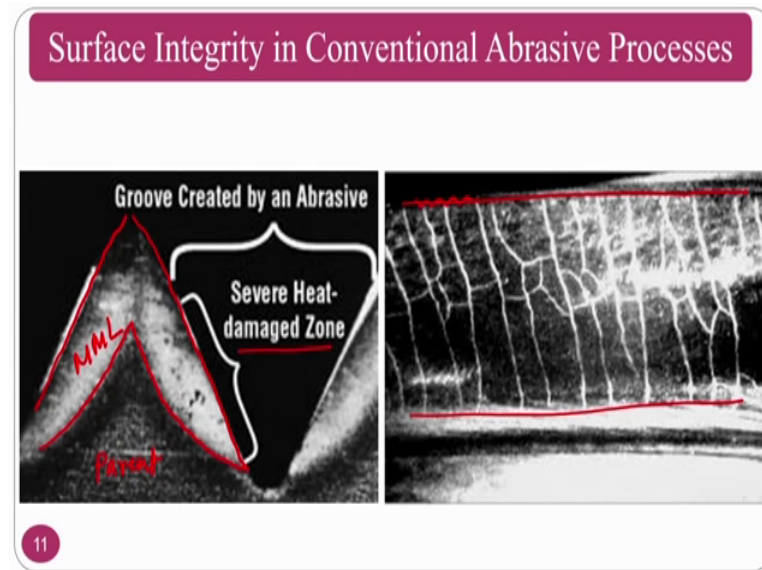 Surface Integrity in Conventional Abrasive Processes
Groove Created by an Abrasive
Severe Heat-
damaged Zone
MML
Parent
11